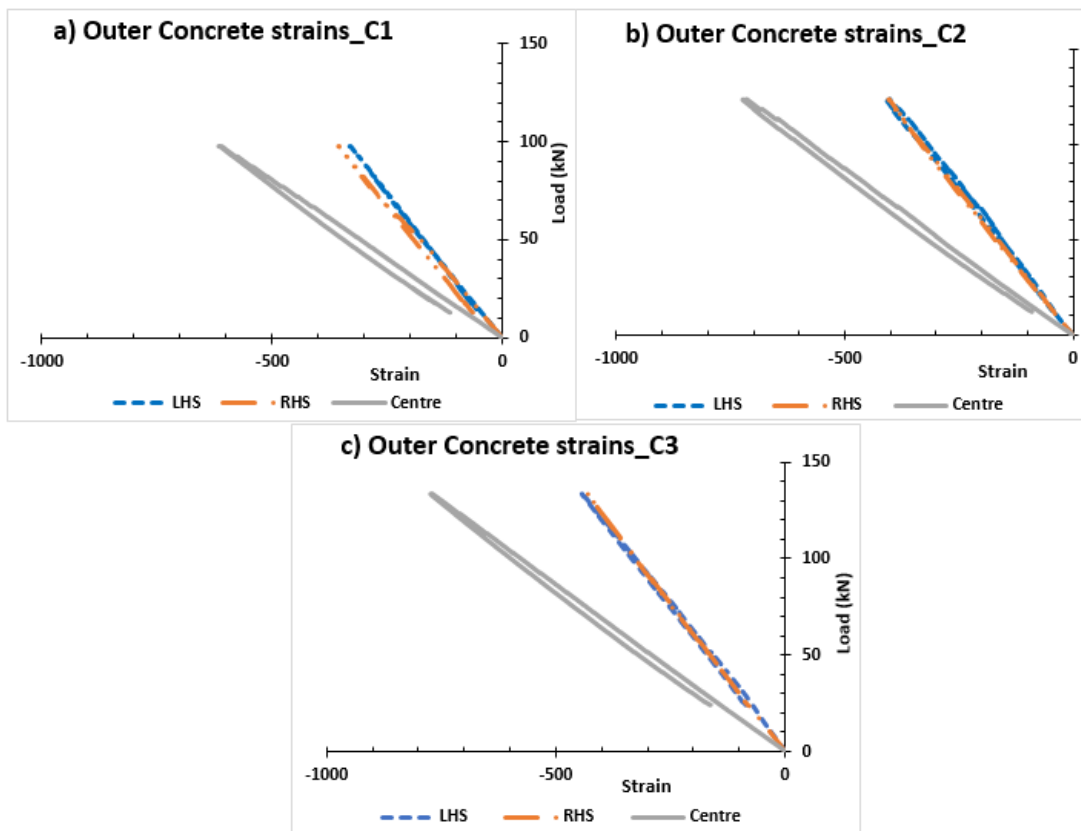 a) Outer Concrete strains_C1
150
100
50
0
Load (kN)
-1000
-500
0
Strain
LHS
RHS
Centre
b) Outer Concrete strains_C2
-1000
-500
0
Strain
LHS
RHS
Centre
c) Outer Concrete strains_C3
150
100
50
0
Load (kN)
-1000
-500
0
Strain
LHS
RHS
Centre